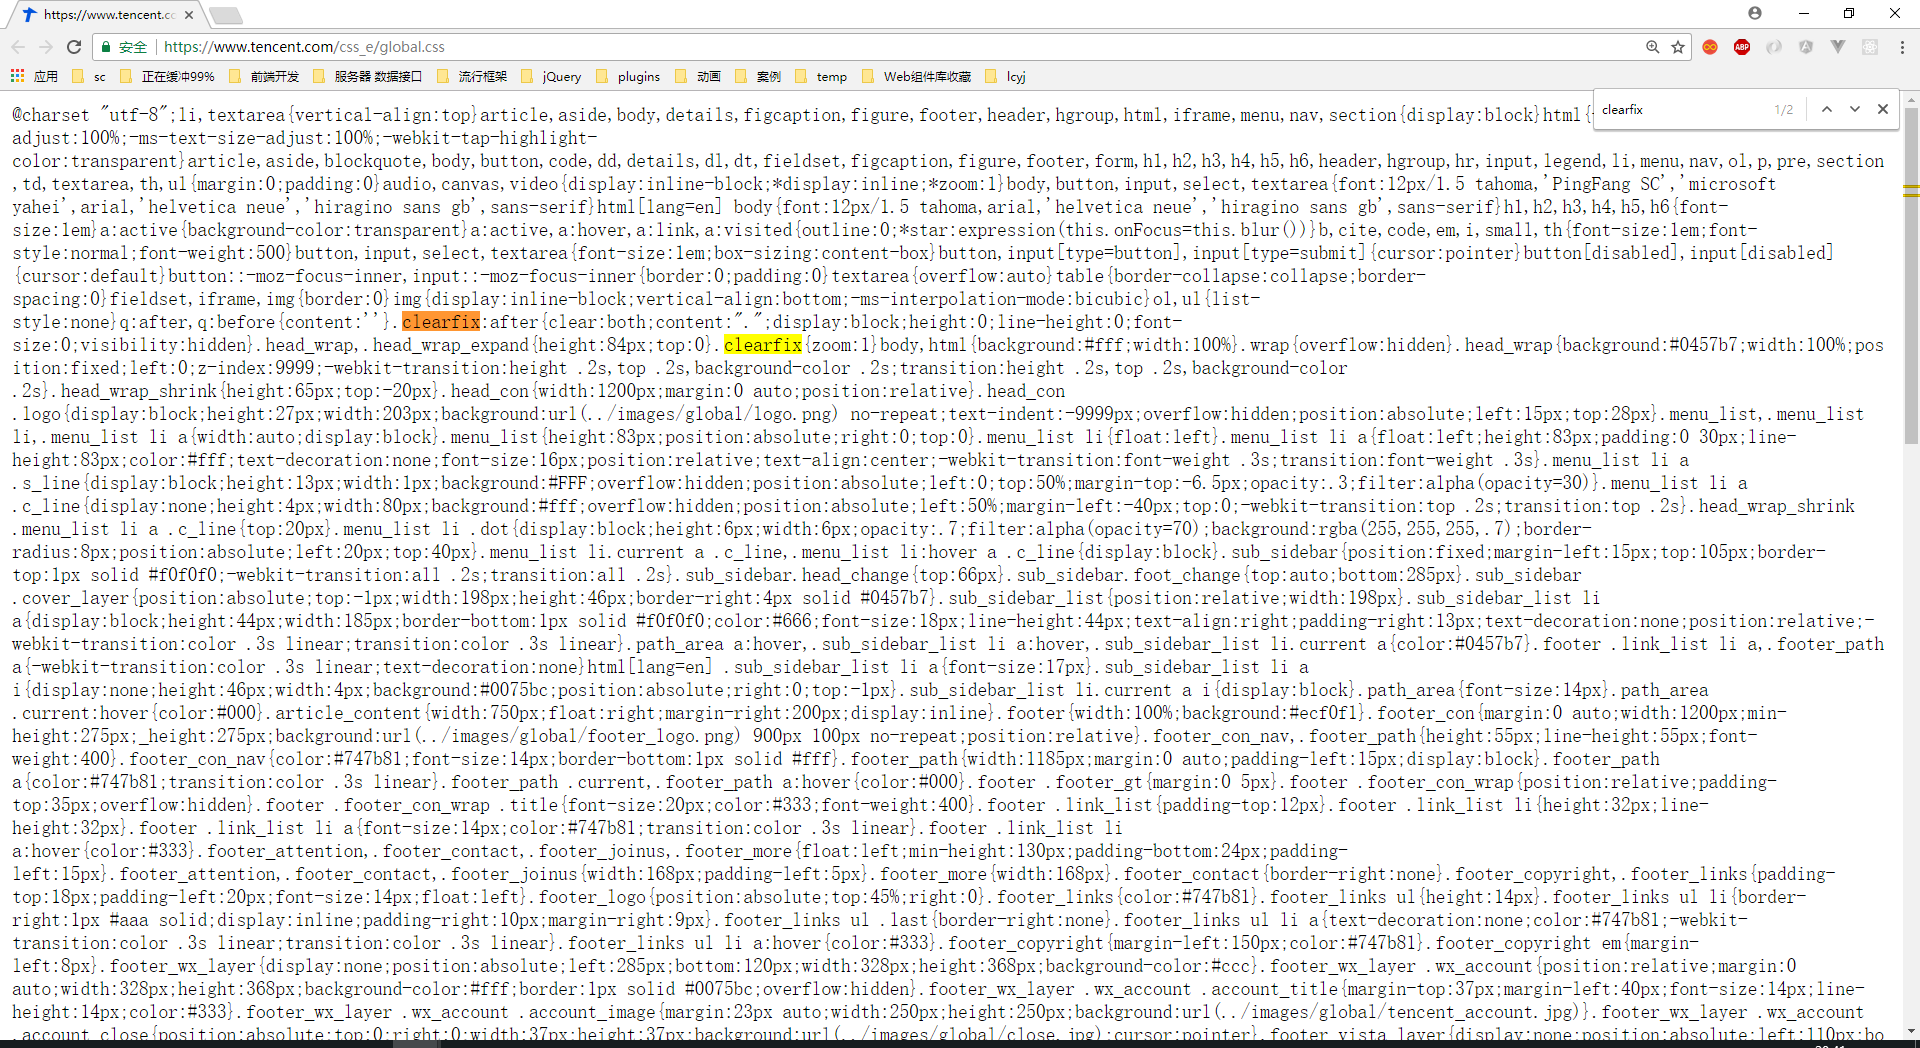 https://www.tencent.cc
安全 | https://www.tencent.com/css_e/global.css
应用 sc 正在缓冲99% 前端开发 服务器 数据接口 流行框架 jQuery plugins 动画 案例 temp Web组件库收藏 lcyj
clearfix 1/2
@charset "utf-8";li,textarea{vertical-align:top}article,aside,body,details,figcaption,figure,footer,header,hgroup,html,iframe,menu,nav,section{display:block}html{
adjust:100%;-ms-text-size-adjust:100%;-webkit-tap-highlight-
color:transparent}article,aside,blockquote,body,button,code,dd,details,dl,dt,fieldset,figcaption,figure,footer,form,h1,h2,h3,h4,h5,h6,header,hgroup,hr,input,legend,li,menu,nav,ol,p,pre,section
,td,textarea,th,ul{margin:0;padding:0}audio,canvas,video{display:inline-block;*display:inline;*zoom:1}body,button,input,select,textarea{font:12px/1.5 tahoma,'PingFang SC','microsoft
yahei',arial,'helvetica neue','hiragino sans gb',sans-serif}html[lang=en] body{font:12px/1.5 tahoma,arial,'helvetica neue','hiragino sans gb',sans-serif}h1,h2,h3,h4,h5,h6{font-
size:1em}a:active{background-color:transparent}a:active,a:hover,a:link,a:visited{outline:0;*star:expression(this.onFocus=this.blur())}b,cite,code,em,i,small,th{font-size:1em;font-
style:normal;font-weight:500}button,input,select,textarea{font-size:1em;box-sizing:content-box}button,input[type=button],input[type=submit]{cursor:pointer}button[disabled],input[disabled]
{cursor:default}button::-moz-focus-inner,input::-moz-focus-inner{border:0;padding:0}textarea{overflow:auto}table{border-collapse:collapse;border-
spacing:0}fieldset,iframe,img{border:0}img{display:inline-block;vertical-align:bottom;-ms-interpolation-mode:bicubic}ol,ul{list-
style:none}q:after,q:before{content:''}.clearfix:after{clear:both;content:".";display:block;height:0;line-height:0;font-
size:0;visibility:hidden}.head_wrap,.head_wrap_expand{height:84px;top:0}.clearfix{zoom:1}body,html{background:#fff;width:100%}.wrap{overflow:hidden}.head_wrap{background:#0457b7;width:100%;pos
ition:fixed;left:0;z-index:9999;-webkit-transition:height .2s,top .2s,background-color .2s;transition:height .2s,top .2s,background-color
.2s}.head_wrap_shrink{height:65px;top:-20px}.head_con{width:1200px;margin:0 auto;position:relative}.head_con
.logo{display:block;height:27px;width:203px;background:url(../images/global/logo.png) no-repeat;text-indent:-9999px;overflow:hidden;position:absolute;left:15px;top:28px}.menu_list,.menu_list
li,.menu_list li a{width:auto;display:block}.menu_list{height:83px;position:absolute;right:0;top:0}.menu_list li{float:left}.menu_list li a{float:left;height:83px;padding:0 30px;line-
height:83px;color:#fff;text-decoration:none;font-size:16px;position:relative;text-align:center;-webkit-transition:font-weight .3s;transition:font-weight .3s}.menu_list li a
.s_line{display:block;height:13px;width:1px;background:#FFF;overflow:hidden;position:absolute;left:0;top:50%;margin-top:-6.5px;opacity:.3;filter:alpha(opacity=30)}.menu_list li a
.c_line{display:none;height:4px;width:80px;background:#fff;overflow:hidden;position:absolute;left:50%;margin-left:-40px;top:0;-webkit-transition:top .2s;transition:top .2s}.head_wrap_shrink
.menu_list li a .c_line{top:20px}.menu_list li .dot{display:block;height:6px;width:6px;opacity:.7;filter:alpha(opacity=70);background:rgba(255,255,255,.7);border-
radius:8px;position:absolute;left:20px;top:40px}.menu_list li.current a .c_line,.menu_list li:hover a .c_line{display:block}.sub_sidebar{position:fixed;margin-left:15px;top:105px;border-
top:1px solid #f0f0f0;-webkit-transition:all .2s;transition:all .2s}.sub_sidebar.head_change{top:66px}.sub_sidebar.foot_change{top:auto;bottom:285px}.sub_sidebar
.cover_layer{position:absolute;top:-1px;width:198px;height:46px;border-right:4px solid #0457b7}.sub_sidebar_list{position:relative;width:198px}.sub_sidebar_list li
a{display:block;height:44px;width:185px;border-bottom:1px solid #f0f0f0;color:#666;font-size:18px;line-height:44px;text-align:right;padding-right:13px;text-decoration:none;position:relative;-
webkit-transition:color .3s linear;transition:color .3s linear}.path_area a:hover,.sub_sidebar_list li a:hover,.sub_sidebar_list li.current a{color:#0457b7}.footer .link_list li a,.footer_path
a{-webkit-transition:color .3s linear;text-decoration:none}html[lang=en] .sub_sidebar_list li a{font-size:17px}.sub_sidebar_list li a
i{display:none;height:46px;width:4px;background:#0075bc;position:absolute;right:0;top:-1px}.sub_sidebar_list li.current a i{display:block}.path_area{font-size:14px}.path_area
.current:hover{color:#000}.article_content{width:750px;float:right;margin-right:200px;display:inline}.footer{width:100%;background:#ecf0f1}.footer_con{margin:0 auto;width:1200px;min-
height:275px;_height:275px;background:url(../images/global/footer_logo.png) 900px 100px no-repeat;position:relative}.footer_con_nav,.footer_path{height:55px;line-height:55px;font-
weight:400}.footer_con_nav{color:#747b81;font-size:14px;border-bottom:1px solid #fff}.footer_path{width:1185px;margin:0 auto;padding-left:15px;display:block}.footer_path
a{color:#747b81;transition:color .3s linear}.footer_path .current,.footer_path a:hover{color:#000}.footer .footer_gt{margin:0 5px}.footer .footer_con_wrap{position:relative;padding-
top:35px;overflow:hidden}.footer .footer_con_wrap .title{font-size:20px;color:#333;font-weight:400}.footer .link_list{padding-top:12px}.footer .link_list li{height:32px;line-
height:32px}.footer .link_list li a{font-size:14px;color:#747b81;transition:color .3s linear}.footer .link_list li
a:hover{color:#333}.footer_attention,.footer_contact,.footer_joinus,.footer_more{float:left;min-height:130px;padding-bottom:24px;padding-
left:15px}.footer_attention,.footer_contact,.footer_joinus{width:168px;padding-left:5px}.footer_more{width:168px}.footer_contact{border-right:none}.footer_copyright,.footer_links{padding-
top:18px;padding-left:20px;font-size:14px;float:left}.footer_logo{position:absolute;top:45%;right:0}.footer_links{color:#747b81}.footer_links ul{height:14px}.footer_links ul li{border-
right:1px #aaa solid;display:inline;padding-right:10px;margin-right:9px}.footer_links ul .last{border-right:none}.footer_links ul li a{text-decoration:none;color:#747b81;-webkit-
transition:color .3s linear;transition:color .3s linear}.footer_links ul li a:hover{color:#333}.footer_copyright{margin-left:150px;color:#747b81}.footer_copyright em{margin-
left:8px}.footer_wx_layer{display:none;position:absolute;left:285px;bottom:120px;width:328px;height:368px;background-color:#ccc}.footer_wx_layer .wx_account{position:relative;margin:0
auto;width:328px;height:368px;background-color:#fff;border:1px solid #0075bc;overflow:hidden}.footer_wx_layer .wx_account .account_title{margin-top:37px;margin-left:40px;font-size:14px;line-
height:14px;color:#333}.footer_wx_layer .wx_account .account_image{margin:23px auto;width:250px;height:250px;background:url(../images/global/tencent_account.jpg)}.footer_wx_layer .wx_account
.account_close{position:absolute;top:0;right:0;width:37px;height:37px;background:url(../images/global/close.jpg);cursor:pointer}.footer_vista_layer{display:none;position:absolute;left:110px;bo